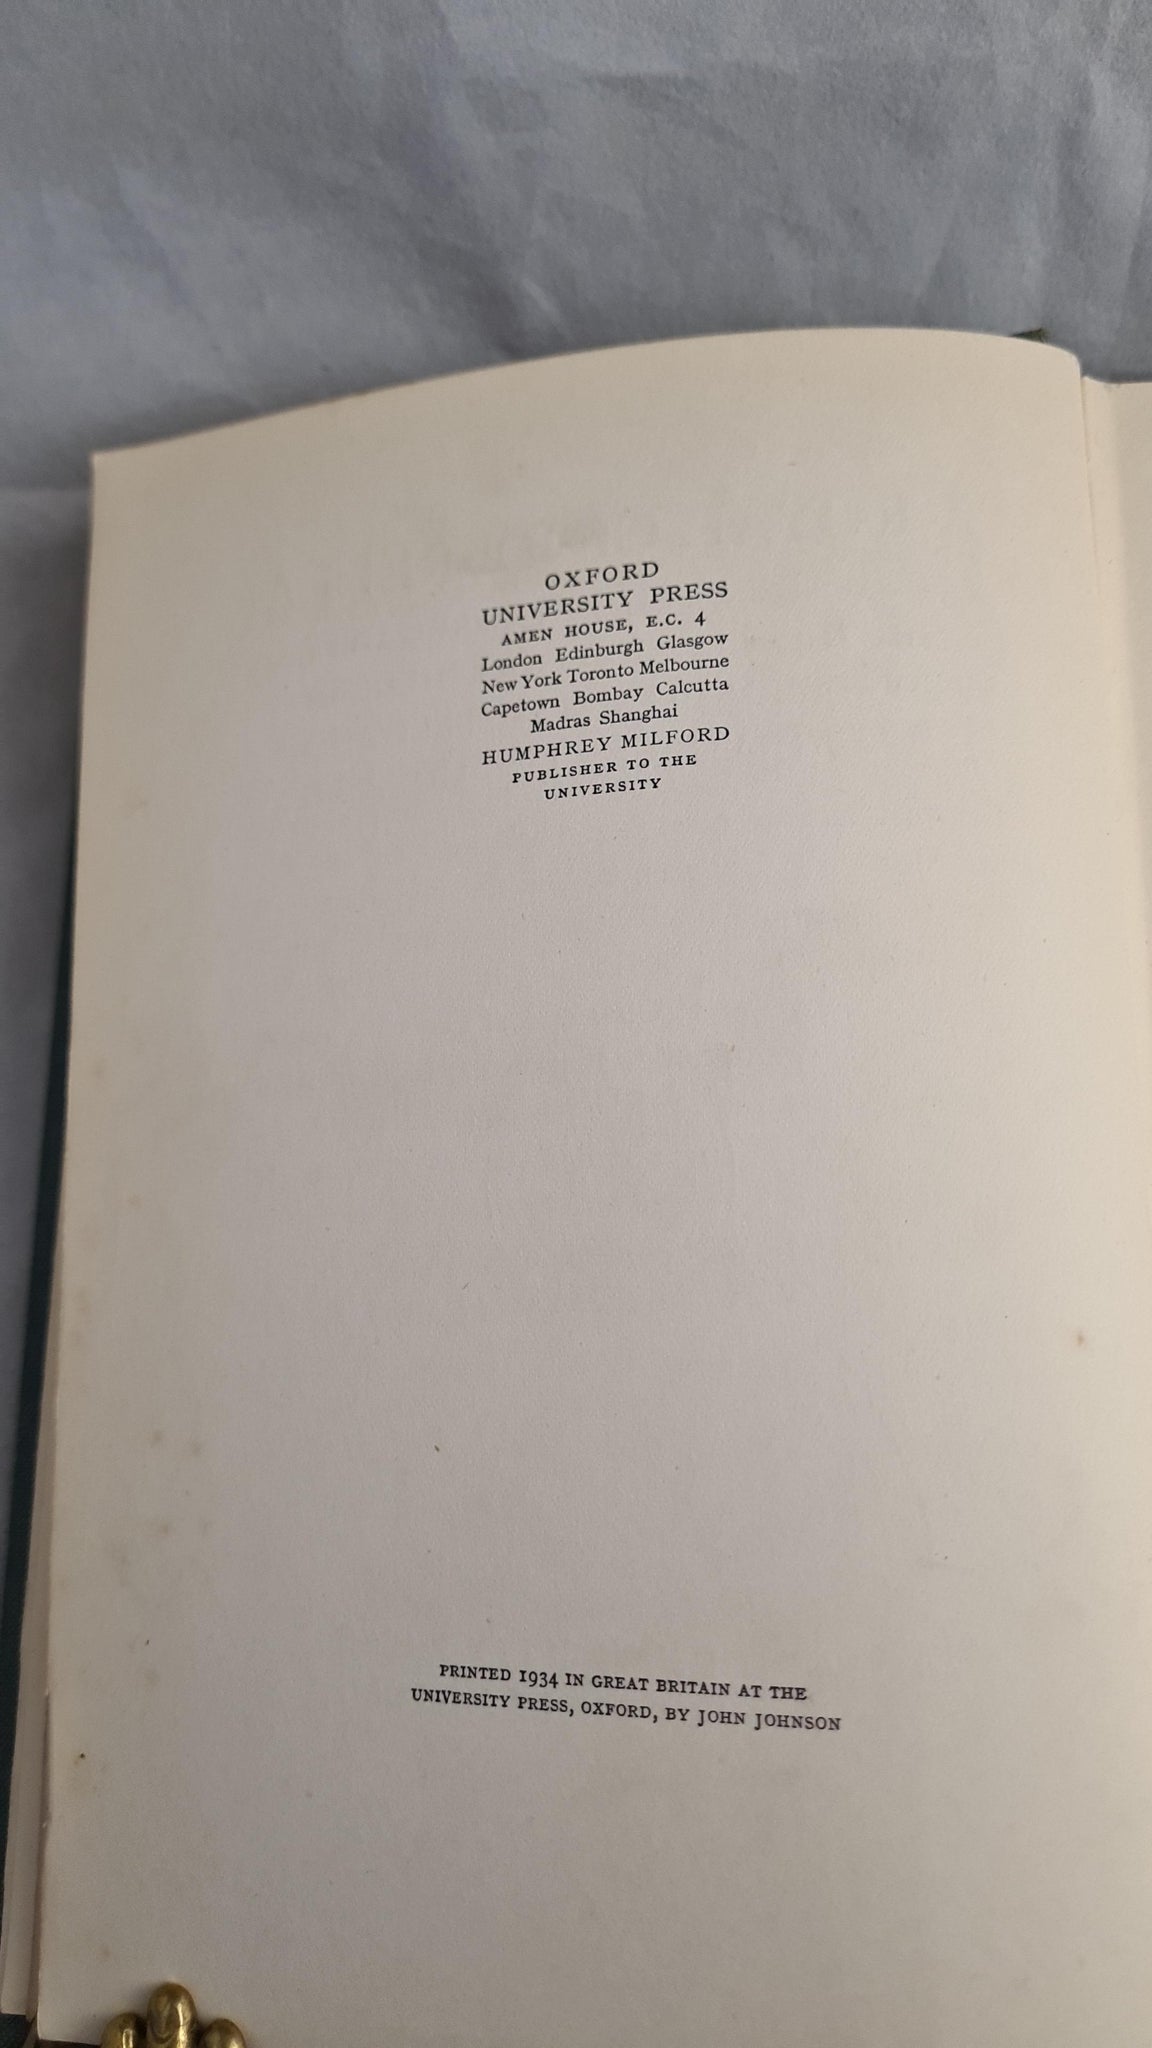 OXFORD
UNIVERSITY PRESS
AMEN HOUSE, E.C. 4
London Edinburgh Glasgow
New York Toronto Melbourne
Capetown Bombay Calcutta
Madras Shanghai
HUMPHREY MILFORD
PUBLISHER TO THE
UNIVERSITY
PRINTED 1934 IN GREAT BRITAIN AT THE
UNIVERSITY PRESS, OXFORD, BY JOHN JOHNSON